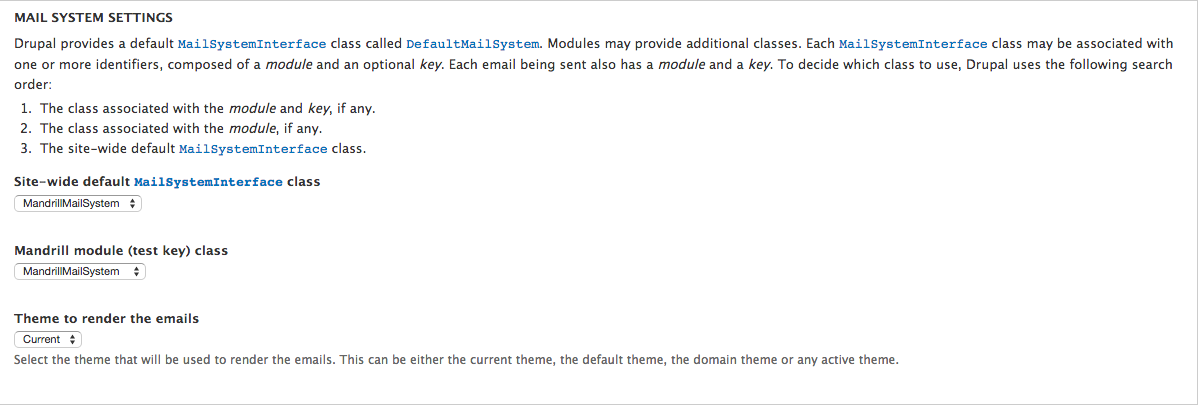 MAIL SYSTEM SETTINGS
Drupal provides a default MailSystemInterface class called DefaultMailSystem. Modules may provide additional classes. Each MailSystemInterface class may be associated with
one or more identifiers, composed of a module and an optional key. Each email being sent also has a module and a key. To decide which class to use, Drupal uses the following search
order:
1. The class associated with the module and key, if any.
2. The class associated with the module, if any.
3. The site-wide default MailSystemInterface class.
Site-wide default MailSystemInterface class
MandrillMailSystem
Mandrill module (test key) class
MandrillMailSystem
Theme to render the emails
Current
Select the theme that will be used to render the emails. This can be either the current theme, the default theme, the domain theme or any active theme.